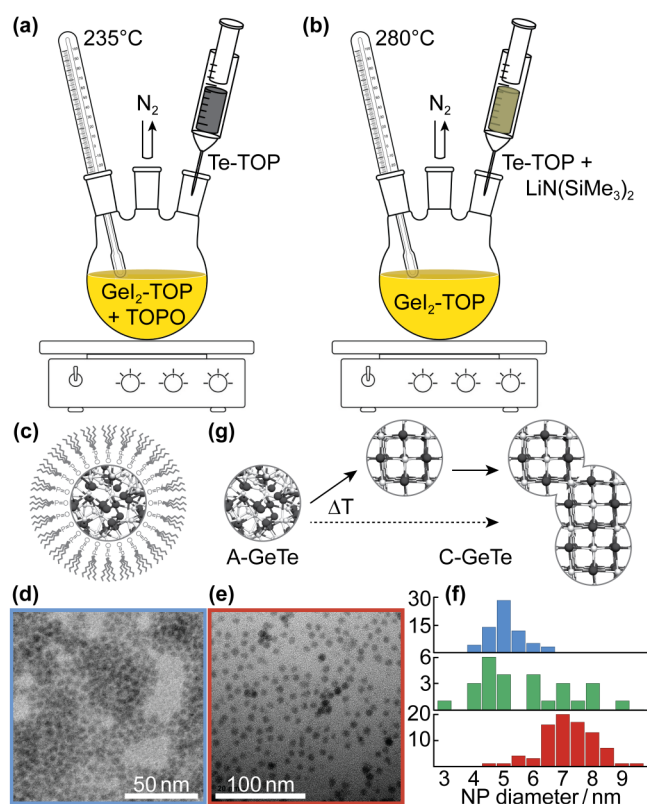 (a)
235°C
N₂
Te-TOP
GeI₂-TOP
+ TOPO
(b)
280°C
N₂
Te-TOP +
LiN(SiMe₃)₂
GeI₂-TOP
(c)
(g)
ΔT
A-GeTe
C-GeTe
(d)
50 nm
(e)
100 nm
(f)
30
15
6
3
20
10
3 4 5 6 7 8 9
NP diameter / nm